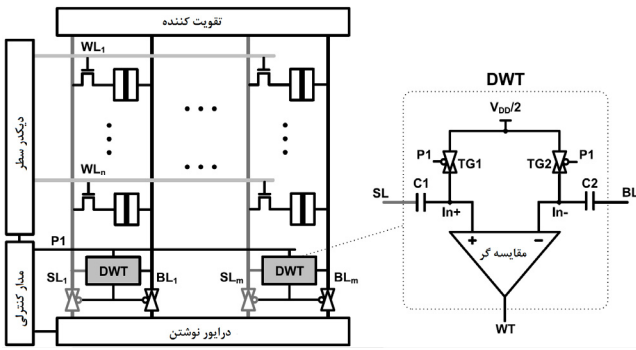 تقویت کننده
WL1
دیکدر سطر
WLn
P1
مدار کنترلی
SL1
DWT
BL1
SLm
DWT
BLm
درایور نوشتن
DWT
VDD/2
P1
TG1
TG2
P1
SL
C1
C2
BL
In+
In-
+
-
مقایسه گر
WT